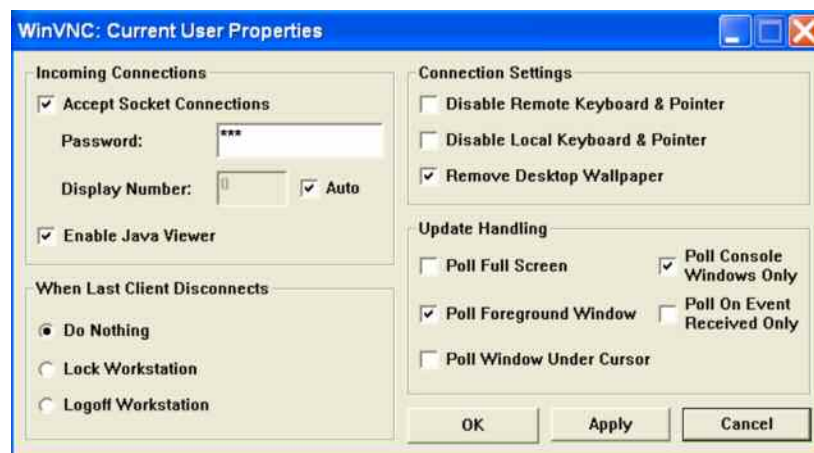 WinVNC: Current User Properties
Incoming Connections
Accept Socket Connections
Password: ***
Display Number: 0 Auto
Enable Java Viewer
When Last Client Disconnects
Do Nothing
Lock Workstation
Logoff Workstation
Connection Settings
Disable Remote Keyboard & Pointer
Disable Local Keyboard & Pointer
Remove Desktop Wallpaper
Update Handling
Poll Full Screen
Poll Console
Windows Only
Poll Foreground Window
Poll On Event
Received Only
Poll Window Under Cursor
OK Apply Cancel